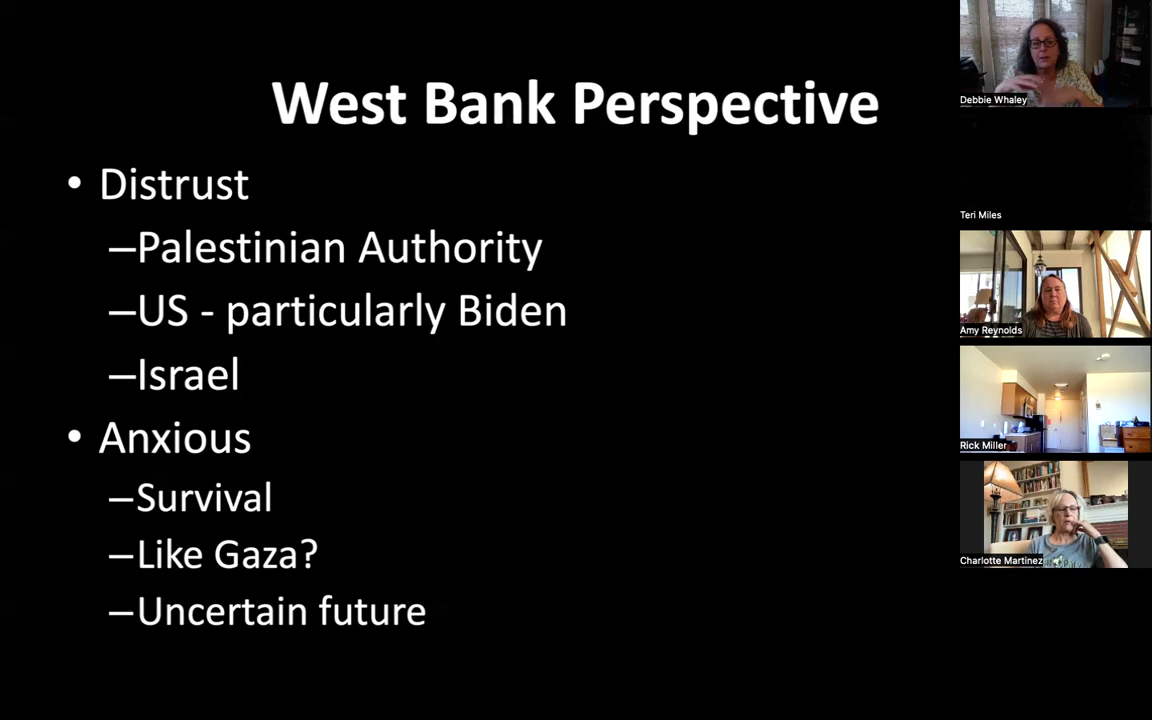 West Bank Perspective
• Distrust
–Palestinian Authority
–US - particularly Biden
–Israel
• Anxious
–Survival
–Like Gaza?
–Uncertain future
Debbie Whaley
Teri Miles
Amy Reynolds
Rick Miller
Charlotte Martinez